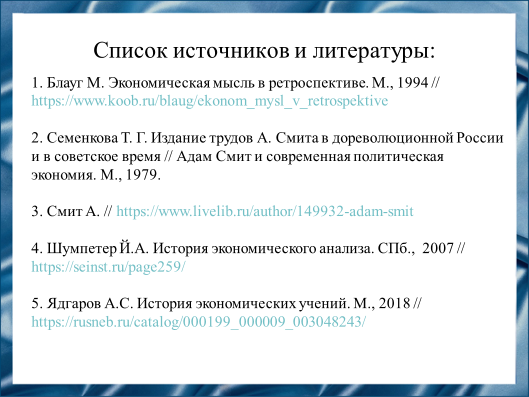 Список источников и литературы:
1. Блауг М. Экономическая мысль в ретроспективе. М., 1994 //
https://www.koob.ru/blaug/ekonom_mysl_v_retrospektive
2. Семенкова Т. Г. Издание трудов А. Смита в дореволюционной России
и в советское время // Адам Смит и современная политическая
экономия. М., 1979.
3. Смит А. // https://www.livelib.ru/author/149932-adam-smit
4. Шумпетер Й.А. История экономического анализа. СПб., 2007 //
https://seinst.ru/page259/
5. Ядгаров А.С. История экономических учений. М., 2018 //
https://rusneb.ru/catalog/000199_000009_003048243/